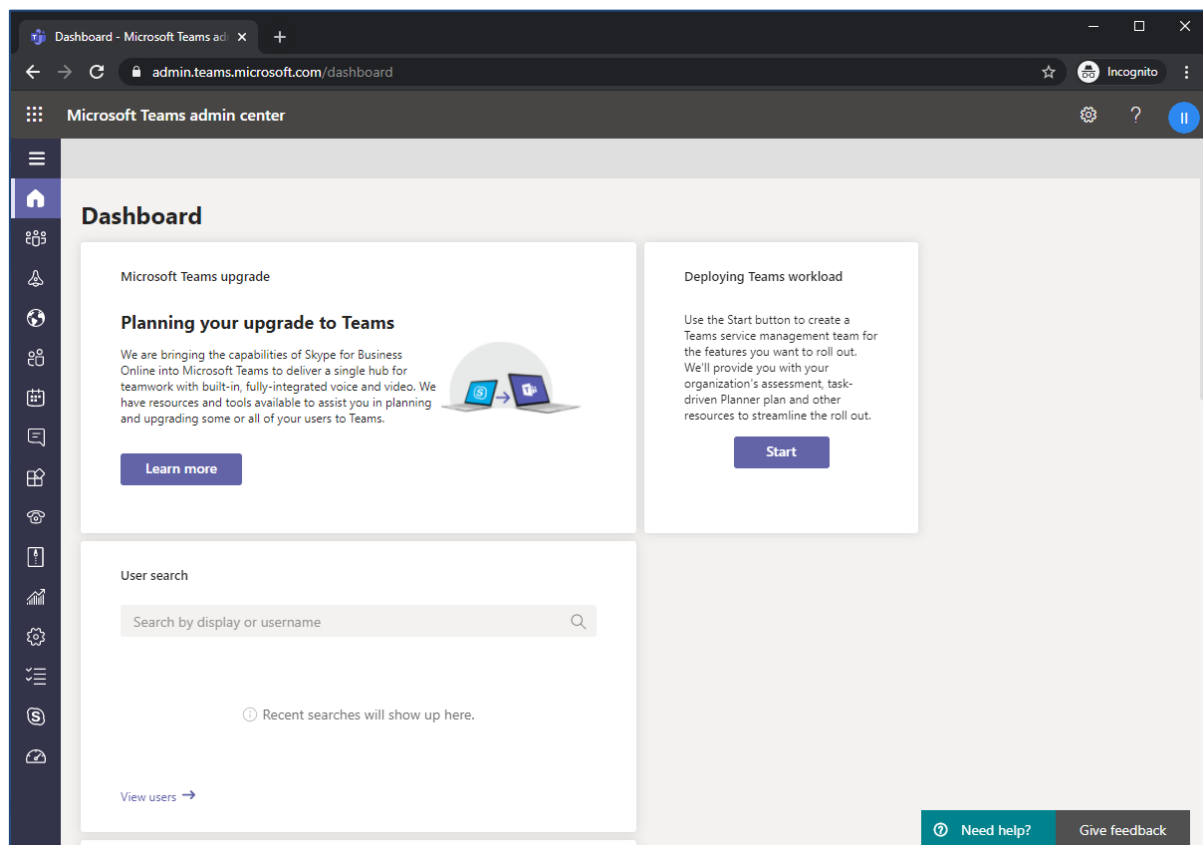 Dashboard - Microsoft Teams ad
admin.teams.microsoft.com/dashboard
Incognito
Microsoft Teams admin center
II
Dashboard
Microsoft Teams upgrade
Planning your upgrade to Teams
We are bringing the capabilities of Skype for Business
Online into Microsoft Teams to deliver a single hub for
teamwork with built-in, fully-integrated voice and video. We
have resources and tools available to assist you in planning
and upgrading some or all of your users to Teams.
Learn more
Deploying Teams workload
Use the Start button to create a
Teams service management team for
the features you want to roll out.
We'll provide you with your
organization's assessment, task-
driven Planner plan and other
resources to streamline the roll out.
Start
User search
Search by display or username
Recent searches will show up here.
View users
Need help?
Give feedback